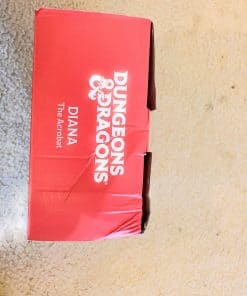 DUNGEONS
& DRAGONS®
DIANA
The Acrobat